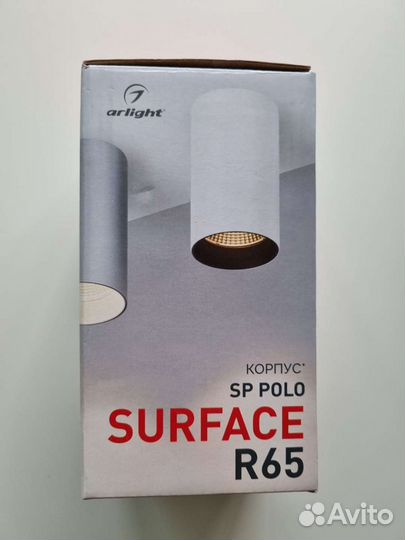 arlight
КОРПУС*
SP POLO
SURFACE
R65
Avito